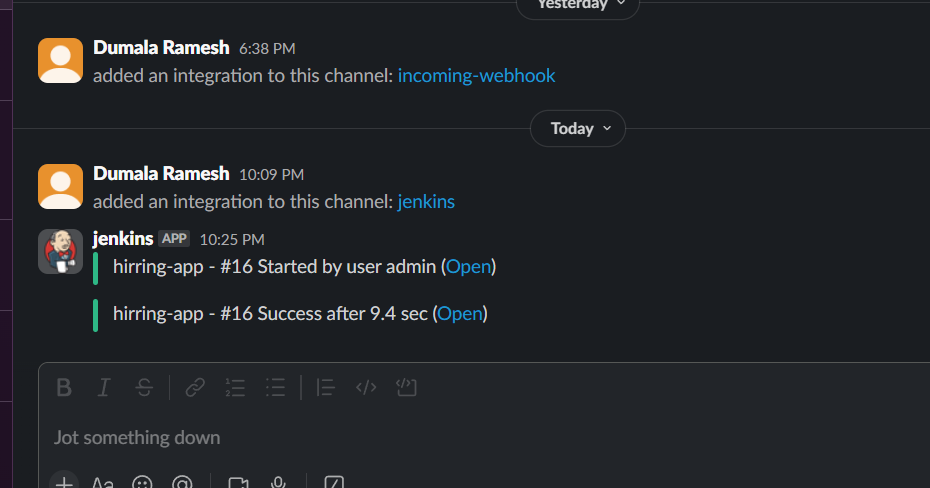 Yesterday
Dumala Ramesh 6:38 PM
added an integration to this channel: incoming-webhook
Today
Dumala Ramesh 10:09 PM
added an integration to this channel: jenkins
jenkins APP 10:25 PM
hirring-app - #16 Started by user admin (Open)
hirring-app - #16 Success after 9.4 sec (Open)
B I S
Jot something down
Aa